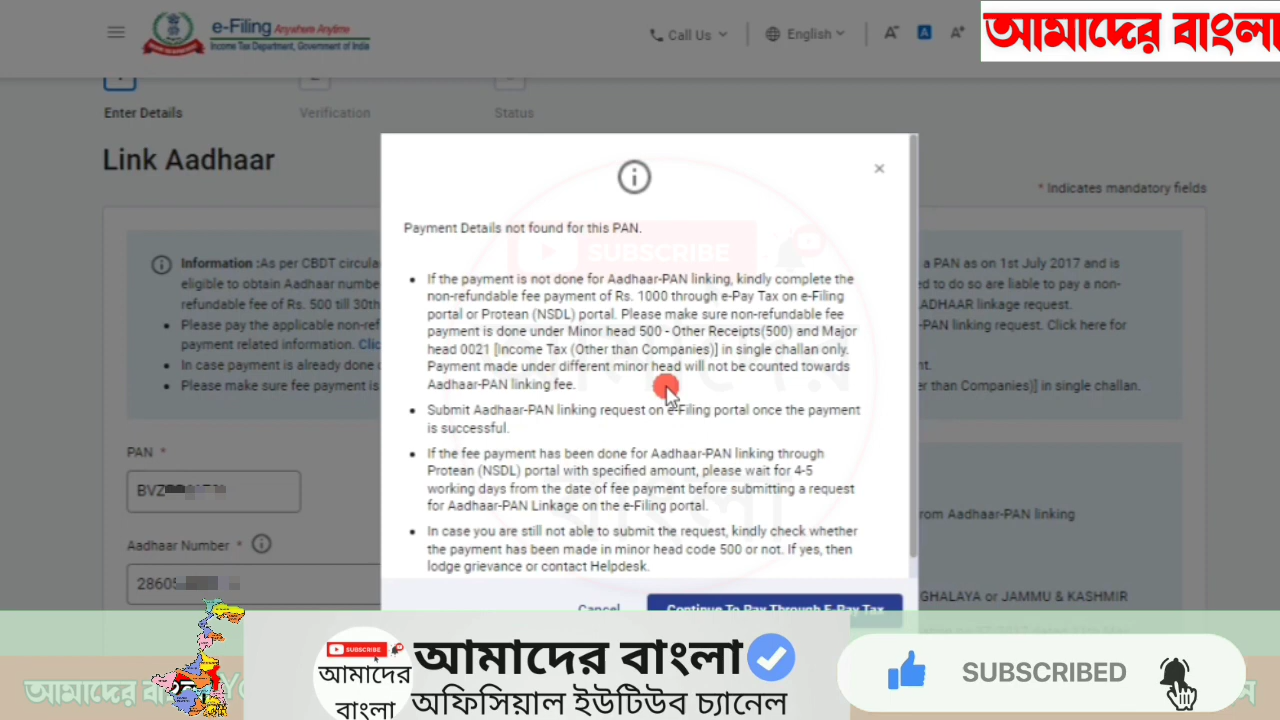 e-Filing Anywhere Anytime
Income Tax Department, Government of India
Call Us
English
A
আমাদের বাংলা
Enter Details
Verification
Status
Link Aadhaar
* Indicates mandatory fields
Information :As per CBDT circula
a PAN as on 1st July 2017 and is
eligible to obtain Aadhaar numbe
d to do so are liable to pay a non-
refundable fee of Rs. 500 till 30th
ADHAAR linkage request.
Please pay the applicable non-ref
-PAN linking request. Click here for
payment related information. Clic
In case payment is already done
nt.
Please make sure fee payment is
er than Companies)] in single challan.
Payment Details not found for this PAN.
SUBSCRIBE
If the payment is not done for Aadhaar-PAN linking, kindly complete the
non-refundable fee payment of Rs. 1000 through e-Pay Tax on e-Filing
portal or Protean (NSDL) portal. Please make sure non-refundable fee
payment is done under Minor head 500 - Other Receipts(500) and Major
head 0021 [Income Tax (Other than Companies)] in single challan only.
Payment made under different minor head will not be counted towards
Aadhaar-PAN linking fee.
Submit Aadhaar-PAN linking request on e-Filing portal once the payment
is successful.
If the fee payment has been done for Aadhaar-PAN linking through
Protean (NSDL) portal with specified amount, please wait for 4-5
working days from the date of fee payment before submitting a request
for Aadhaar-PAN Linkage on the e-Filing portal.
In case you are still not able to submit the request, kindly check whether
the payment has been made in minor head code 500 or not. If yes, then
lodge grievance or contact Helpdesk.
Cancel
Continue To Pay Through E-Pay Tax
PAN *
BVZ
Aadhaar Number *
2860
rom Aadhaar-PAN linking
GHALAYA or JAMMU & KASHMIR
SUBSCRIBE
আমাদের
বাংলা
আমাদের বাংলা
অফিসিয়াল ইউটিউব চ্যানেল
SUBSCRIBED
আমাদের